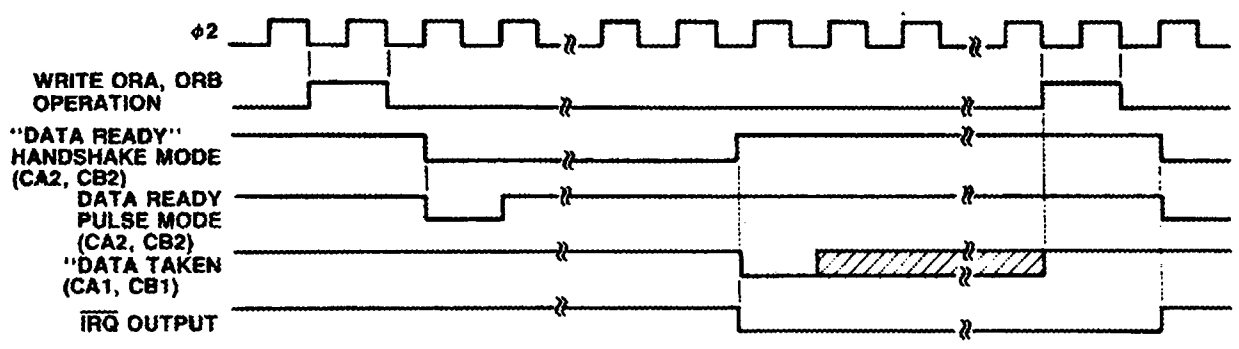 ϕ2
WRITE ORA, ORB
OPERATION
"DATA READY"
HANDSHAKE MODE
(CA2, CB2)
DATA READY
PULSE MODE
(CA2, CB2)
"DATA TAKEN
(CA1, CB1)
I̅R̅Q̅ OUTPUT